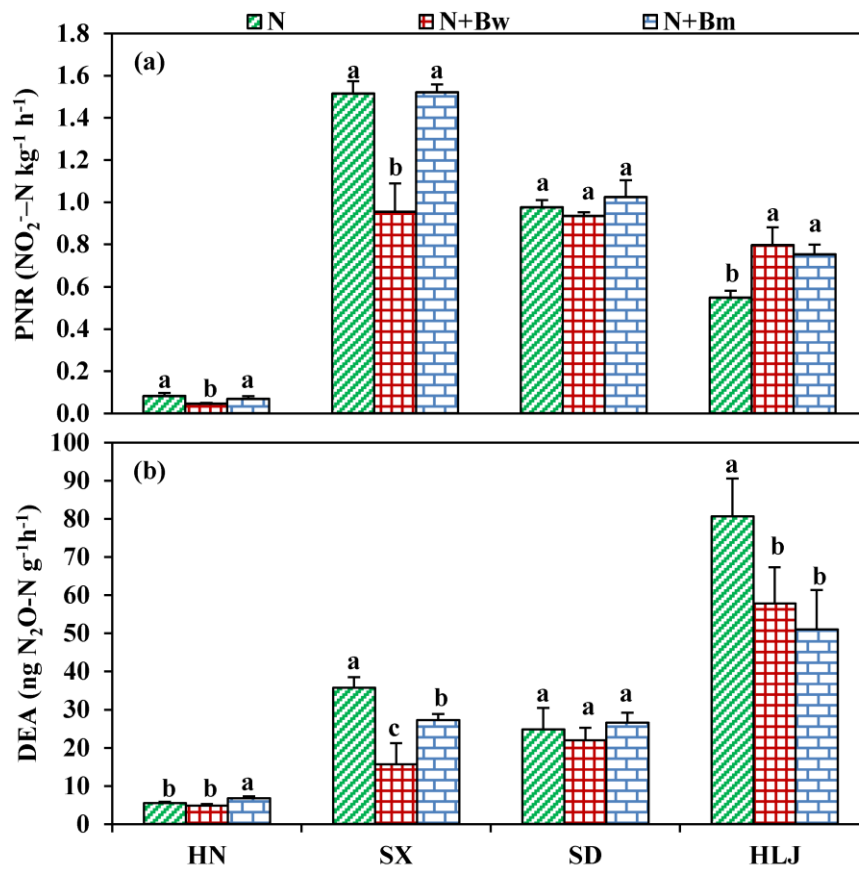 N N+Bw N+Bm
(a)
PNR (NO₂⁻–N kg⁻¹ h⁻¹)
1.8
1.6
1.4
1.2
1.0
0.8
0.6
0.4
0.2
0.0
a b a
a b a
a a a
b a a
(b)
DEA (ng N₂O-N g⁻¹h⁻¹)
100
90
80
70
60
50
40
30
20
10
0
b b a
a c b
a a a
a b b
HN SX SD HLJ